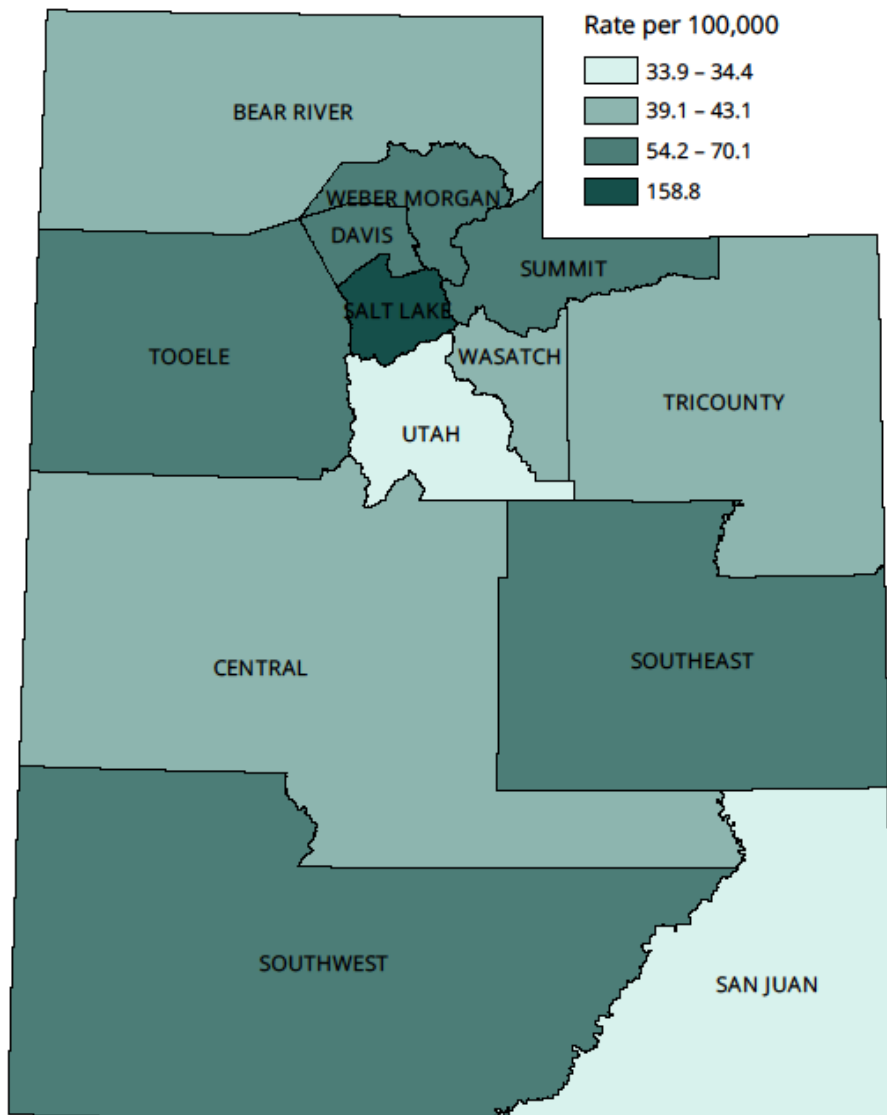 Rate per 100,000
33.9 – 34.4
39.1 – 43.1
54.2 – 70.1
158.8
BEAR RIVER
WEBER MORGAN
DAVIS
SUMMIT
SALT LAKE
TOOELE
WASATCH
TRICOUNTY
UTAH
CENTRAL
SOUTHEAST
SOUTHWEST
SAN JUAN